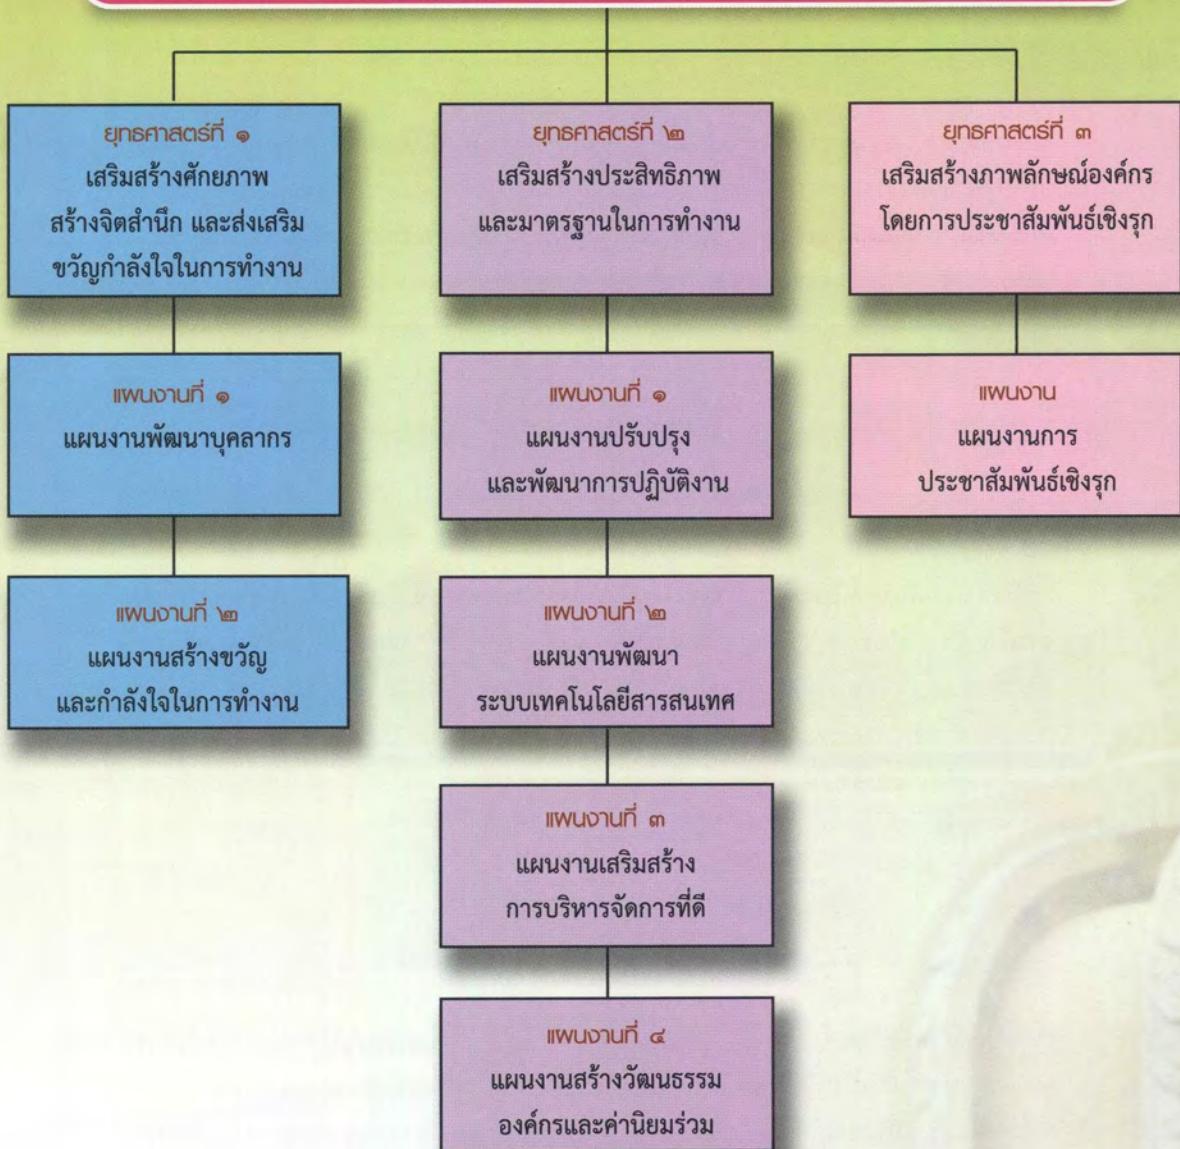 ยุทธศาสตร์ที่ ๑
เสริมสร้างศักยภาพ
สร้างจิตสำนึก และส่งเสริม
ขวัญกำลังใจในการทำงาน
แผนงานที่ ๑
แผนงานพัฒนาบุคลากร
แผนงานที่ ๒
แผนงานสร้างขวัญ
และกำลังใจในการทำงาน
ยุทธศาสตร์ที่ ๒
เสริมสร้างประสิทธิภาพ
และมาตรฐานในการทำงาน
แผนงานที่ ๑
แผนงานปรับปรุง
และพัฒนาการปฏิบัติงาน
แผนงานที่ ๒
แผนงานพัฒนา
ระบบเทคโนโลยีสารสนเทศ
แผนงานที่ ๓
แผนงานเสริมสร้าง
การบริหารจัดการที่ดี
แผนงานที่ ๔
แผนงานสร้างวัฒนธรรม
องค์กรและค่านิยมร่วม
ยุทธศาสตร์ที่ ๓
เสริมสร้างภาพลักษณ์องค์กร
โดยการประชาสัมพันธ์เชิงรุก
แผนงาน
แผนงานการ
ประชาสัมพันธ์เชิงรุก